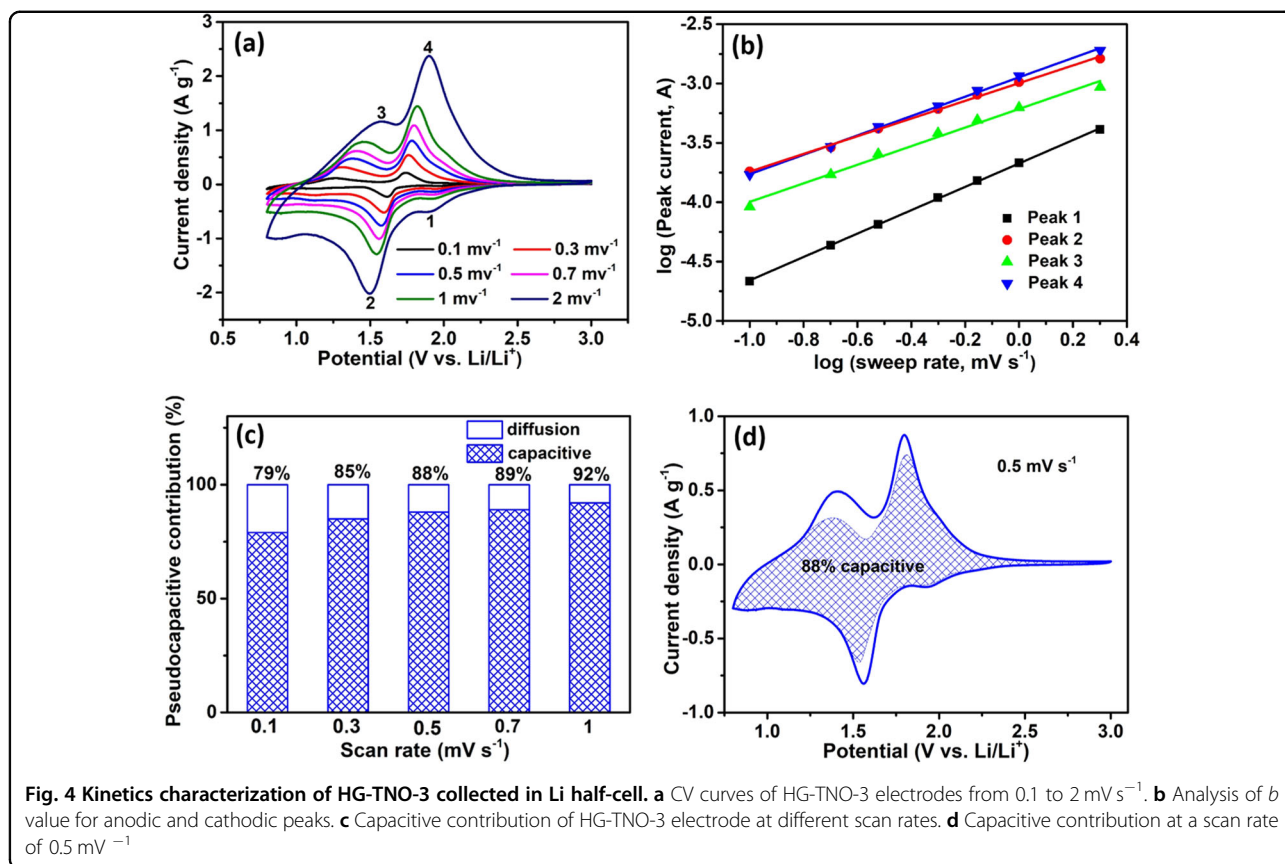 (a)
3
2
1
0
-1
-2
Current density (A g⁻¹)
4
3
1
2
0.1 mv⁻¹ 0.3 mv⁻¹
0.5 mv⁻¹ 0.7 mv⁻¹
1 mv⁻¹ 2 mv⁻¹
0.5 1.0 1.5 2.0 2.5 3.0
Potential (V vs. Li/Li⁺)
(b)
-2.5
-3.0
-3.5
-4.0
-4.5
-5.0
log (Peak current, A)
Peak 1
Peak 2
Peak 3
Peak 4
-1.0 -0.8 -0.6 -0.4 -0.2 0.0 0.2 0.4
log (sweep rate, mV s⁻¹)
(c)
diffusion
capacitive
79% 85% 88% 89% 92%
100
50
0
Pseudocapacitive contribution (%)
0.1 0.3 0.5 0.7 1
Scan rate (mV s⁻¹)
(d)
1.0
0.5
0.0
-0.5
-1.0
Current density (A g⁻¹)
0.5 mV s⁻¹
88% capacitive
1.0 1.5 2.0 2.5 3.0
Potential (V vs. Li/Li⁺)
Fig. 4 Kinetics characterization of HG-TNO-3 collected in Li half-cell. a CV curves of HG-TNO-3 electrodes from 0.1 to 2 mV s⁻¹. b Analysis of b
value for anodic and cathodic peaks. c Capacitive contribution of HG-TNO-3 electrode at different scan rates. d Capacitive contribution at a scan rate
of 0.5 mV ⁻¹